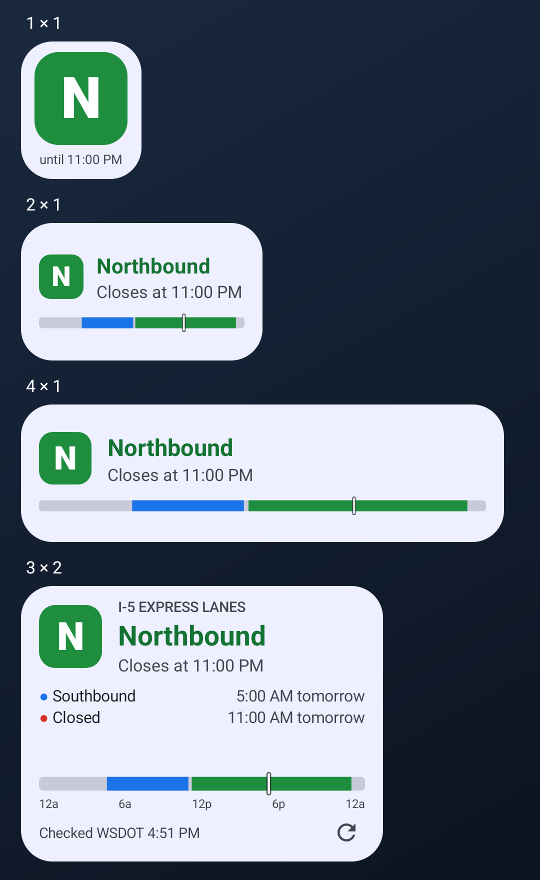 1 × 1
N
until 11:00 PM
2 × 1
N
Northbound
Closes at 11:00 PM
4 × 1
N
Northbound
Closes at 11:00 PM
3 × 2
N
I-5 EXPRESS LANES
Northbound
Closes at 11:00 PM
Southbound 5:00 AM tomorrow
Closed 11:00 AM tomorrow
12a 6a 12p 6p 12a
Checked WSDOT 4:51 PM